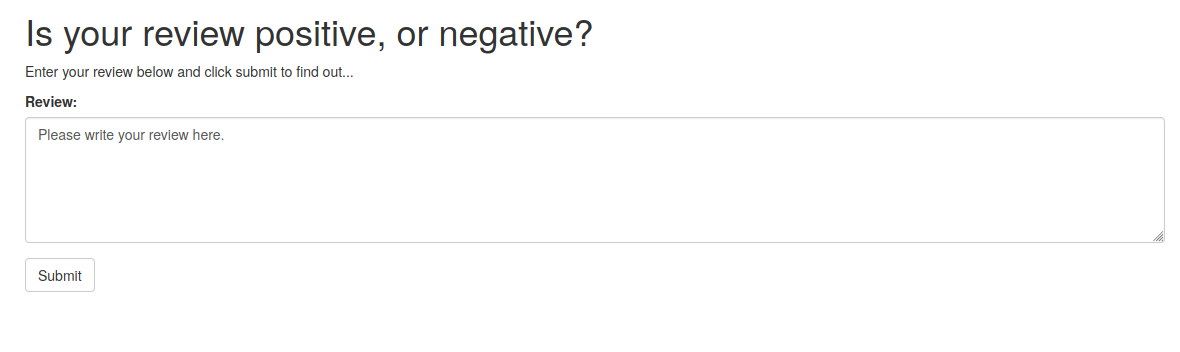 Is your review positive, or negative?
Enter your review below and click submit to find out...
Review:
Please write your review here.
Submit